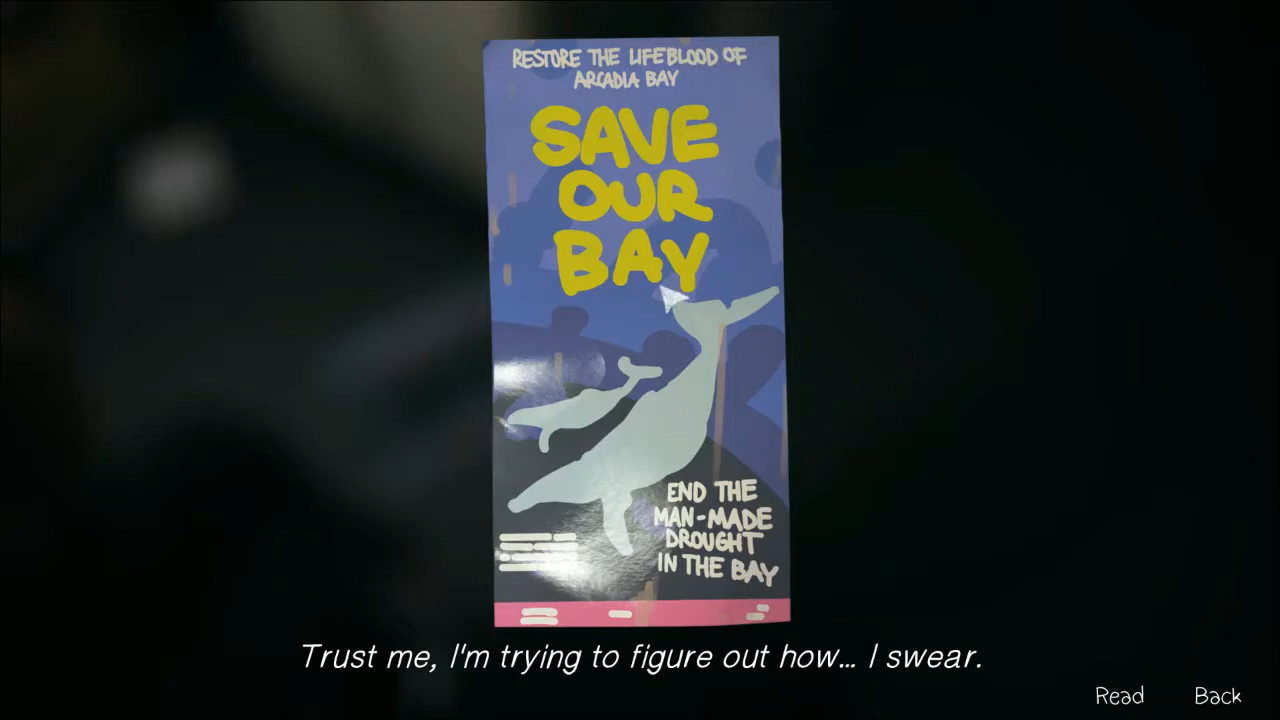 RESTORE THE LIFEBLOOD OF
ARCADIA BAY
SAVE
OUR
BAY
END THE
MAN-MADE
DROUGHT
IN THE BAY
Trust me, I'm trying to figure out how... I swear.
Read Back